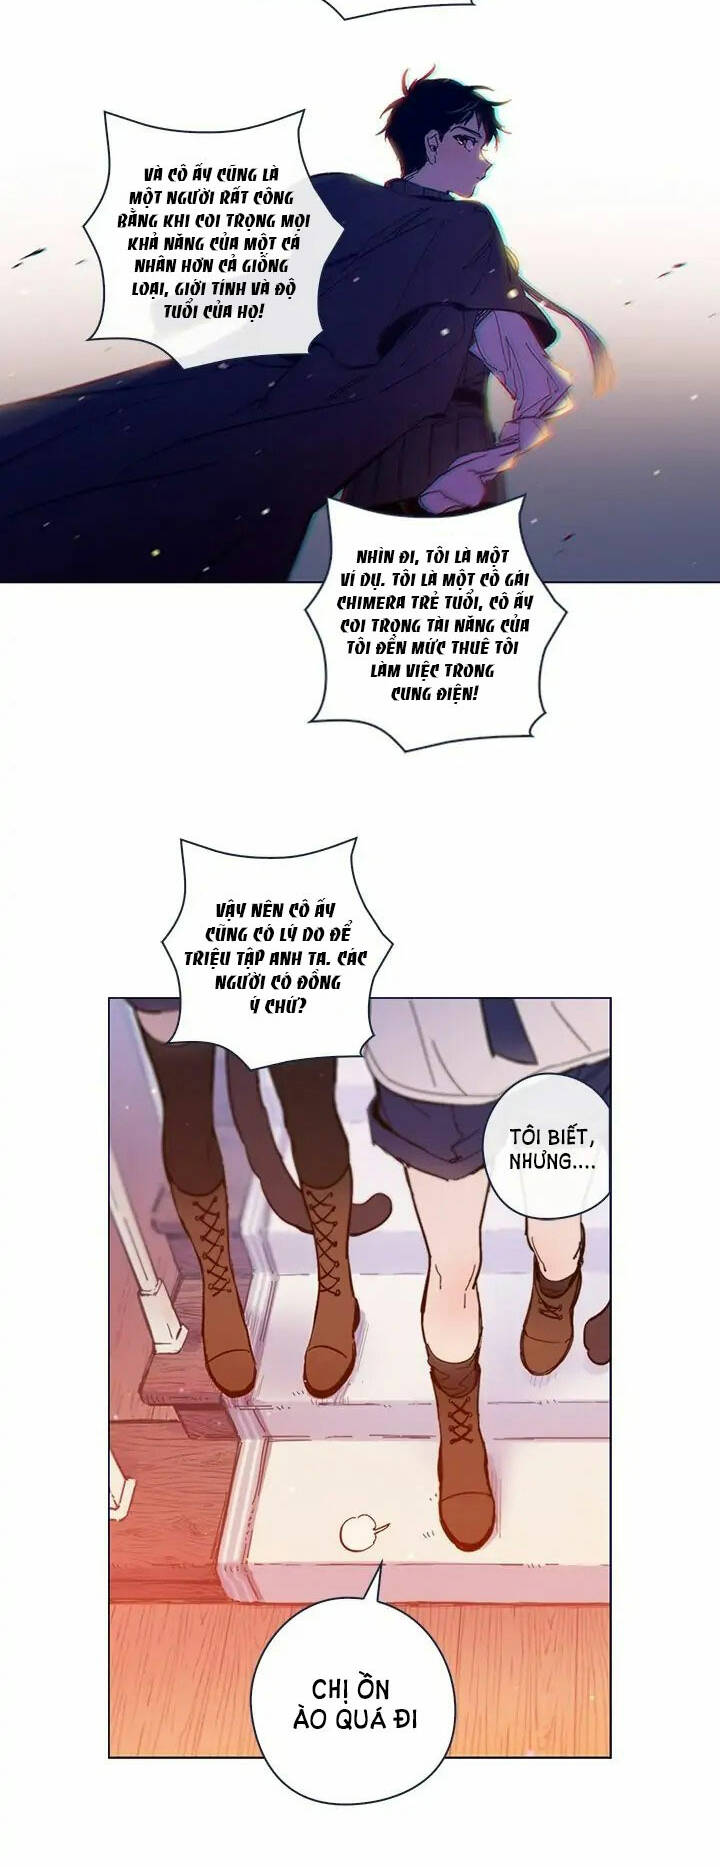 VÀ CÔ ẤY CŨNG LÀ
MỘT NGƯỜI RẤT CÔNG
BẰNG KHI COI TRỌNG MỌI
KHẢ NĂNG CỦA MỘT CÁ
NHÂN HƠN CẢ GIỐNG
LOẠI, GIỚI TÍNH VÀ ĐỘ
TUỔI CỦA HỌ!
NHÌN ĐI, TÔI LÀ MỘT
VÍ DỤ. TÔI LÀ MỘT CÔ GÁI
CHIMERA TRẺ TUỔI, CÔ ẤY
COI TRỌNG TÀI NĂNG CỦA
TÔI ĐẾN MỨC THUÊ TÔI
LÀM VIỆC TRONG
CUNG ĐIỆN!
VẬY NÊN CÔ ẤY
CŨNG CÓ LÝ DO ĐỂ
TRIỆU TẬP ANH TA. CÁC
NGƯỜI CÓ ĐỒNG
Ý CHỨ?
TÔI BIẾT,
NHƯNG....
CHỊ ỒN
ÀO QUÁ ĐI